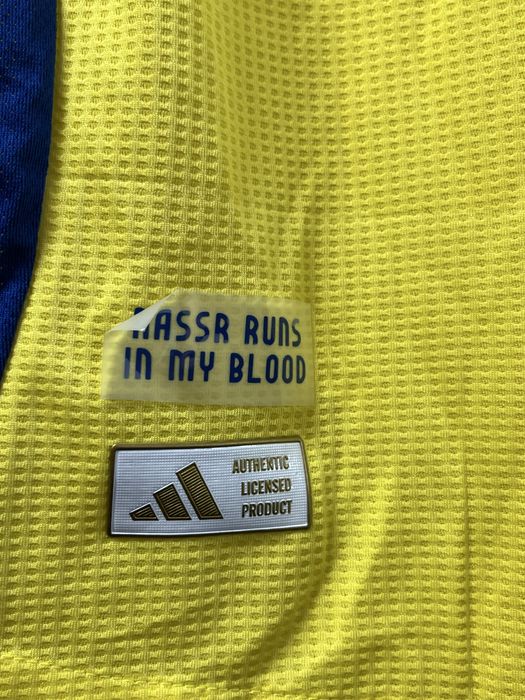 NASSR RUNS
IN MY BLOOD
AUTHENTIC
LICENSED
PRODUCT